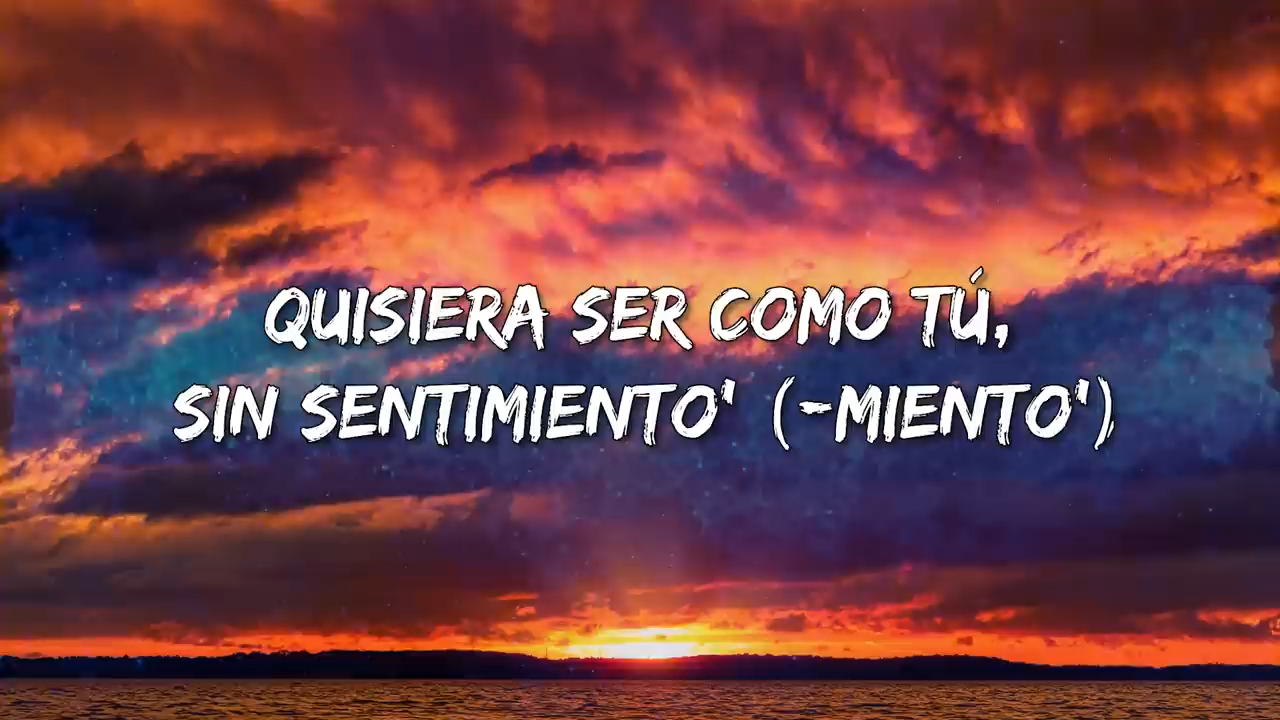 QUISIERA SER COMO TÚ,
SIN SENTIMIENTO' (-MIENTO')